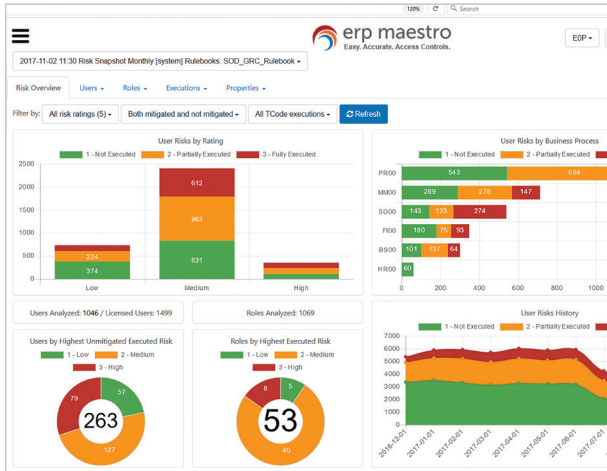 120%
Search
erp maestro
Easy. Accurate. Access Controls.
E0P
2017-11-02 11:30 Risk Snapshot Monthly [system] Rulebooks: SOD_GRC_Rulebook
Risk Overview Users Roles Executions Properties
Filter by: All risk ratings (5) Both mitigated and not mitigated All TCode executions Refresh
User Risks by Rating
1 - Not Executed 2 - Partially Executed 3 - Fully Executed
2500
2000
1500
1000
500
0
612
963
831
224
374
Low Medium High
User Risks by Business Process
1 - Not Executed 2 - Partially Executed
PR00 543 694
MM00 289 278 147
SD00 143 123 274
FI00 180 75 93
BS00 101 137 64
HR00 60
0 200 400 600 800 1000
Users Analyzed: 1046 / Licensed Users: 1499
Roles Analyzed: 1069
Users by Highest Unmitigated Executed Risk
1 - Low 2 - Medium
3 - High
79 57
263
127
Roles by Highest Executed Risk
1 - Low 2 - Medium
3 - High
8 5
53
40
User Risks History
1 - Not Executed 2 - Partially Executed
7000
6000
5000
4000
3000
2000
1000
0
2016-12-01 2017-01-01 2017-02-01 2017-03-01 2017-04-01 2017-05-01 2017-06-01 2017-07-01